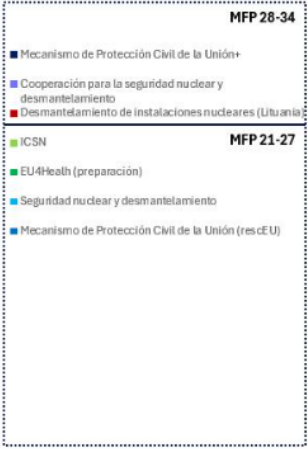 MFP 28-34
Mecanismo de Protección Civil de la Unión+
Cooperación para la seguridad nuclear y
desmantelamiento
Desmantelamiento de instalaciones nucleares (Lituania)
MFP 21-27
ICSN
EU4Health (preparación)
Seguridad nuclear y desmantelamiento
Mecanismo de Protección Civil de la Unión (rescEU)